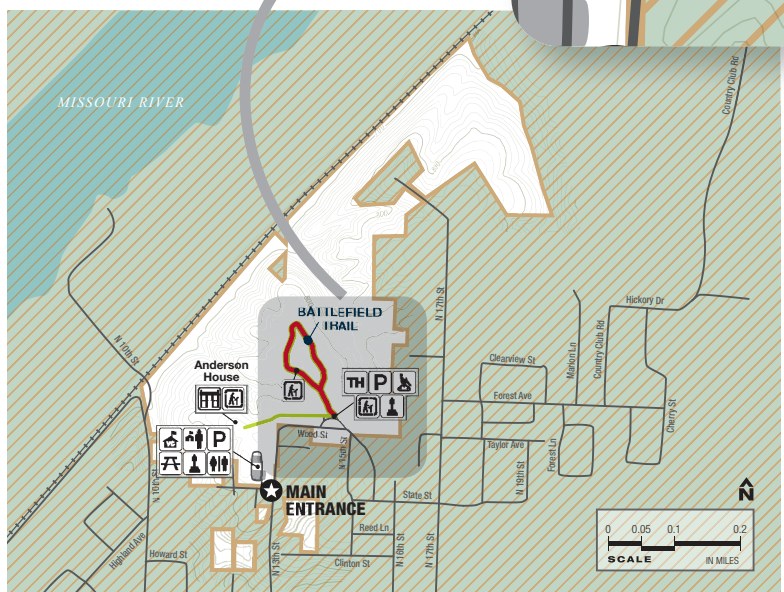 MISSOURI RIVER
Country Club Rd
N 17th St
N 10th St
BATTLEFIELD
TRAIL
Hickory Dr
Anderson
House
TH P
Clearview St
Marion Ln
Country Club Rd
Forest Ave
Cherry St
P
Wood St
N 15th St
Taylor Ave
Forest Ln
N 19th St
N 10th St
MAIN
ENTRANCE
State St
N
Highland Ave
Reed Ln
N 13th St
N 16th St
N 17th St
Howard St
Clinton St
0 0.05 0.1 0.2
SCALE IN MILES